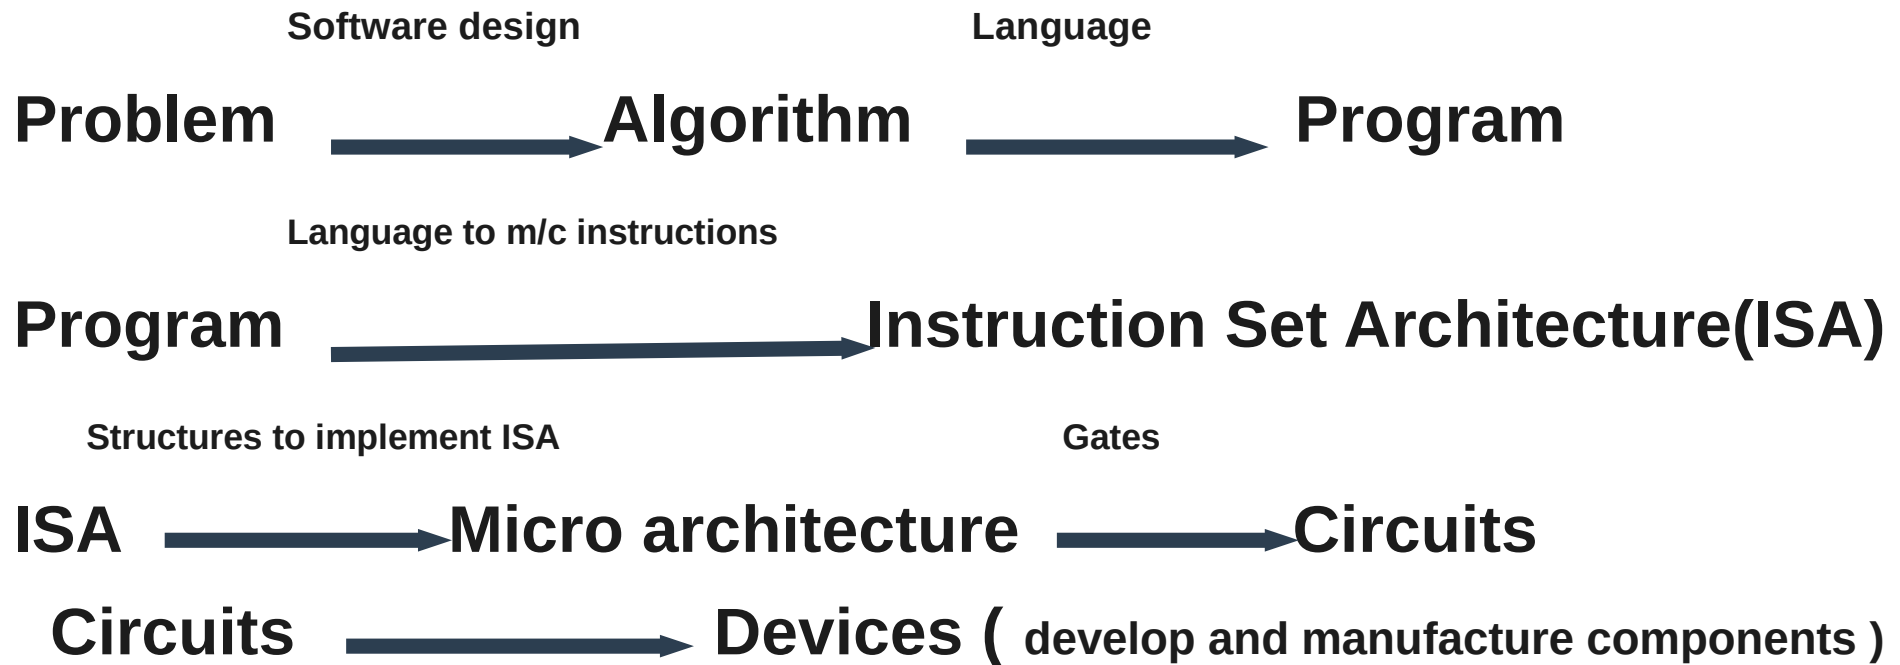 Software design Language
Problem Algorithm Program
Language to m/c instructions
Program Instruction Set Architecture(ISA)
Structures to implement ISA Gates
ISA Micro architecture Circuits
Circuits Devices ( develop and manufacture components )